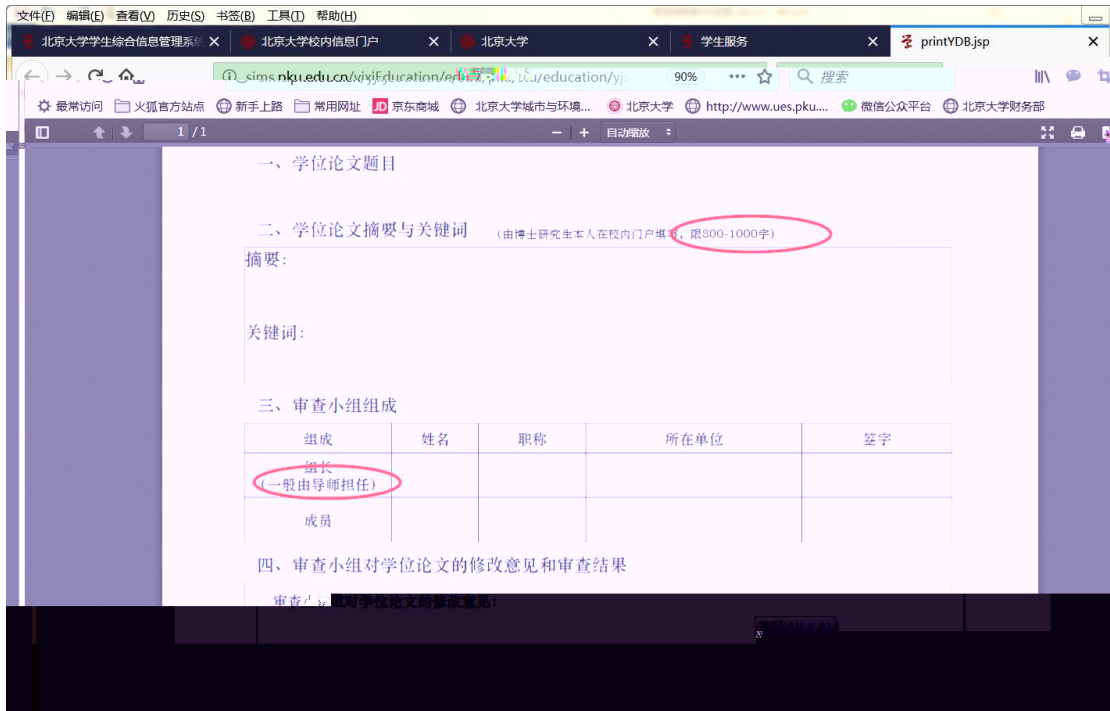 文件(F) 编辑(E) 查看(V) 历史(S) 书签(B) 工具(T) 帮助(H)
北京大学学生综合信息管理系统 北京大学校内信息门户 北京大学 学生服务 printYDB.jsp
sims.pku.edu.cn 90% 搜索
最常访问 火狐官方站点 新手上路 常用网址 JD 京东商城 北京大学城市与环境... 北京大学 http://www.ues.pku.... 微信公众平台 北京大学财务部
1 / 1 自动缩放
一、学位论文题目
二、学位论文摘要与关键词 (由博士研究生本人在校内门户填写，限800-1000字)
摘要:
关键词:
三、审查小组组成
组成 姓名 职称 所在单位 签字
组长
(一般由导师担任)
成员
四、审查小组对学位论文的修改意见和审查结果
审查小组对学位论文的修改意见: